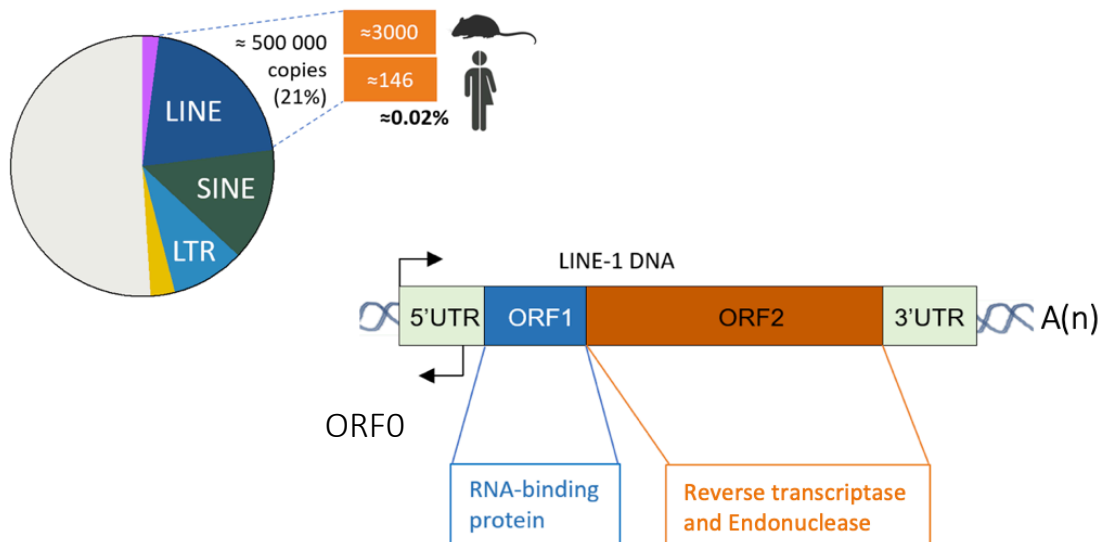 ≈ 500 000
copies
(21%)
≈3000
≈146
≈0.02%
LINE
SINE
LTR
LINE-1 DNA
5’UTR
ORF1
ORF2
3’UTR
A(n)
ORF0
RNA-binding
protein
Reverse transcriptase
and Endonuclease